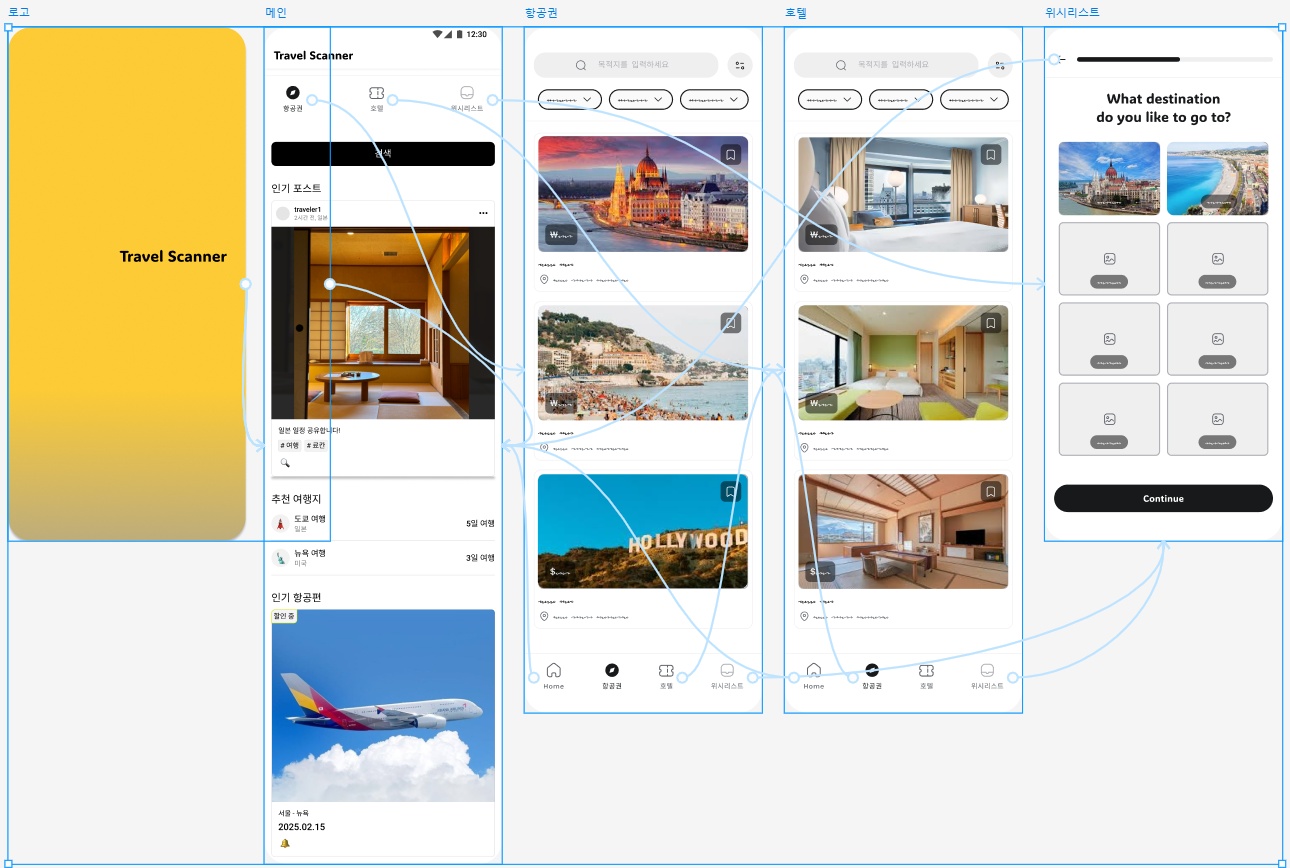 로고
메인
항공권
호텔
위시리스트
Travel Scanner
12:30
Travel Scanner
항공권
호텔
위시리스트
검색
인기 포스트
traveler1
2시간 전, 일본
일본 일정 공유합니다!
# 여행 # 료칸
추천 여행지
도쿄 여행
일본
5일 여행
뉴욕 여행
미국
3일 여행
인기 항공편
할인 중
서울 - 뉴욕
2025.02.15
목적지를 입력하세요
₩
₩
HOLLYWOOD
$
Home
항공권
호텔
위시리스트
목적지를 입력하세요
₩
₩
$
Home
항공권
호텔
위시리스트
What destination
do you like to go to?
Continue